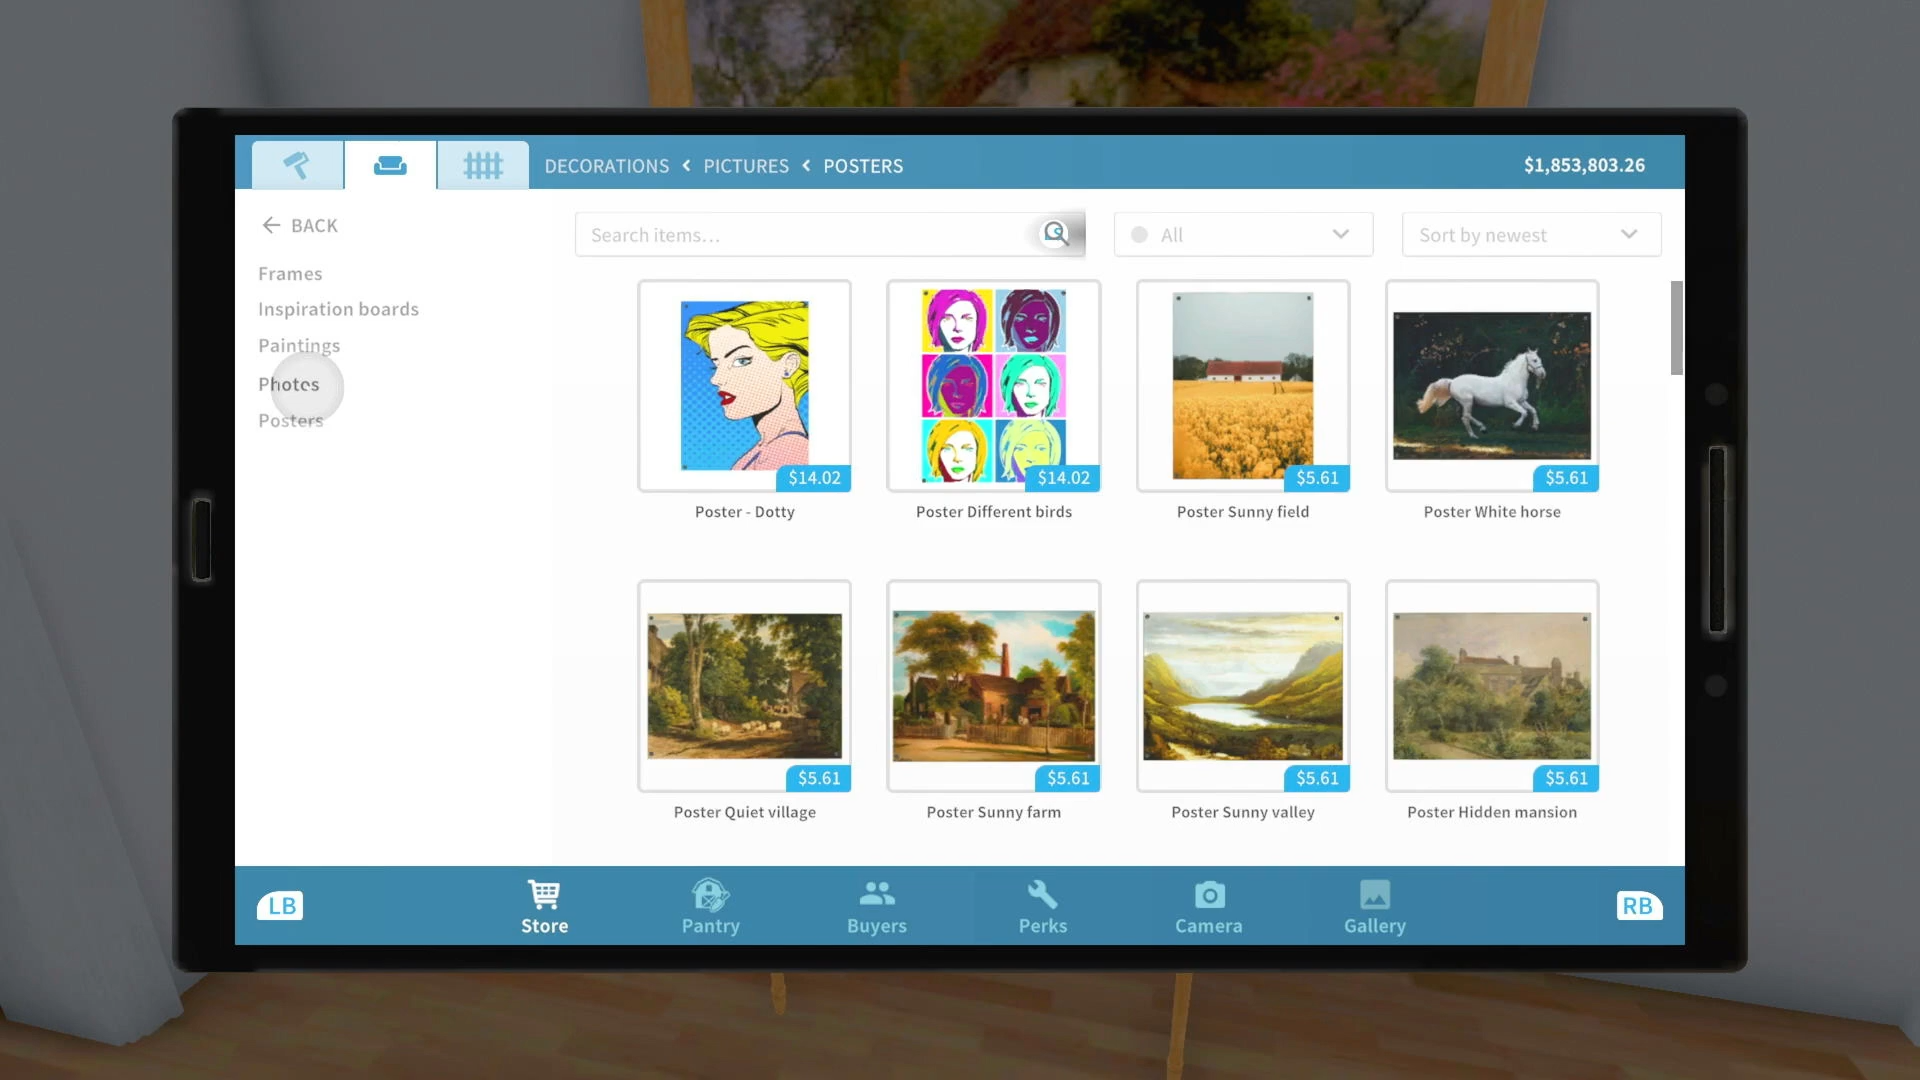 DECORATIONS < PICTURES < POSTERS
$1,853,803.26
BACK
Search items...
LS
All
Sort by newest
Frames
Inspiration boards
Paintings
Photos
Posters
$14.02
$14.02
$5.61
$5.61
Poster - Dotty
Poster Different birds
Poster Sunny field
Poster White horse
$5.61
$5.61
$5.61
$5.61
Poster Quiet village
Poster Sunny farm
Poster Sunny valley
Poster Hidden mansion
LB
Store
Pantry
Buyers
Perks
Camera
Gallery
RB